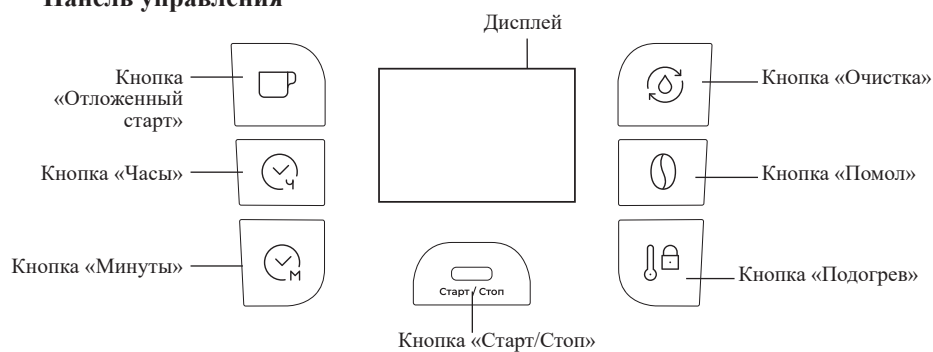 Панель управления
Дисплей
Кнопка
«Отложенный
старт»
Кнопка «Очистка»
Кнопка «Часы»
Ч
Кнопка «Помол»
Кнопка «Минуты»
М
Старт / Стоп
Кнопка «Подогрев»
Кнопка «Старт/Стоп»